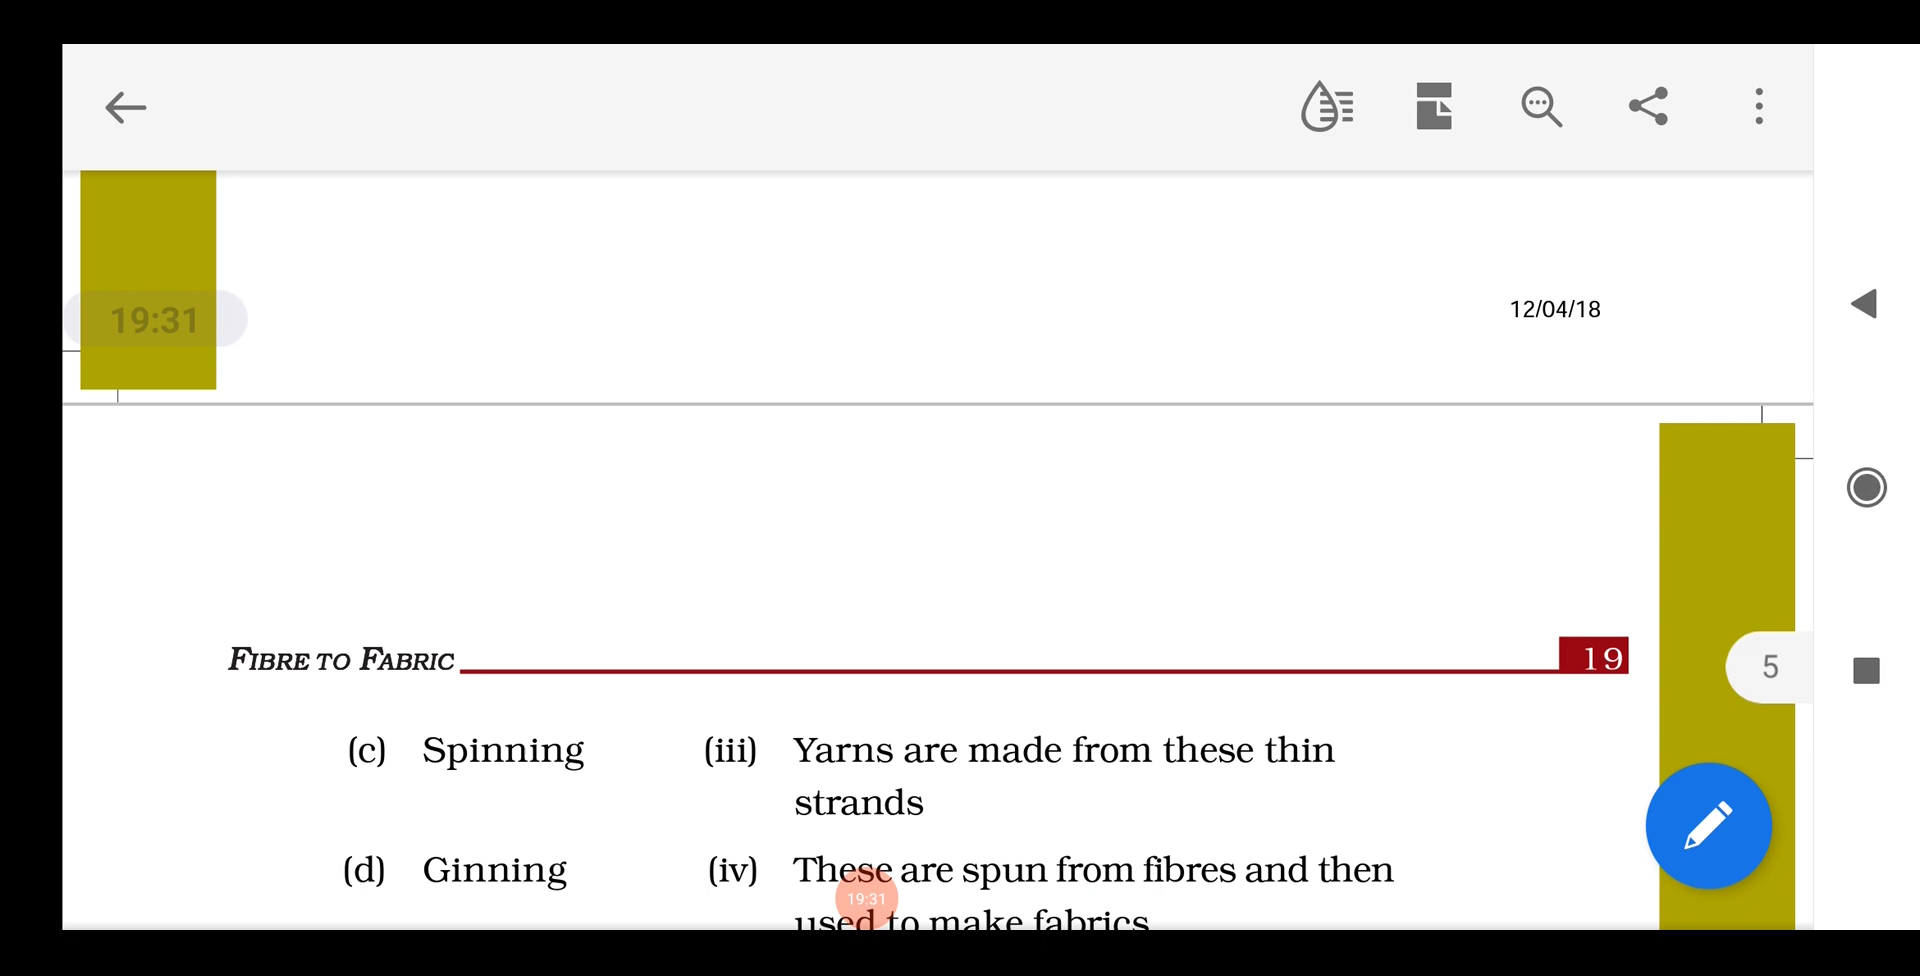 19:31
12/04/18
FIBRE TO FABRIC 19
5
(c) Spinning (iii) Yarns are made from these thin
strands
(d) Ginning (iv) These are spun from fibres and then
19:31
used to make fabrics